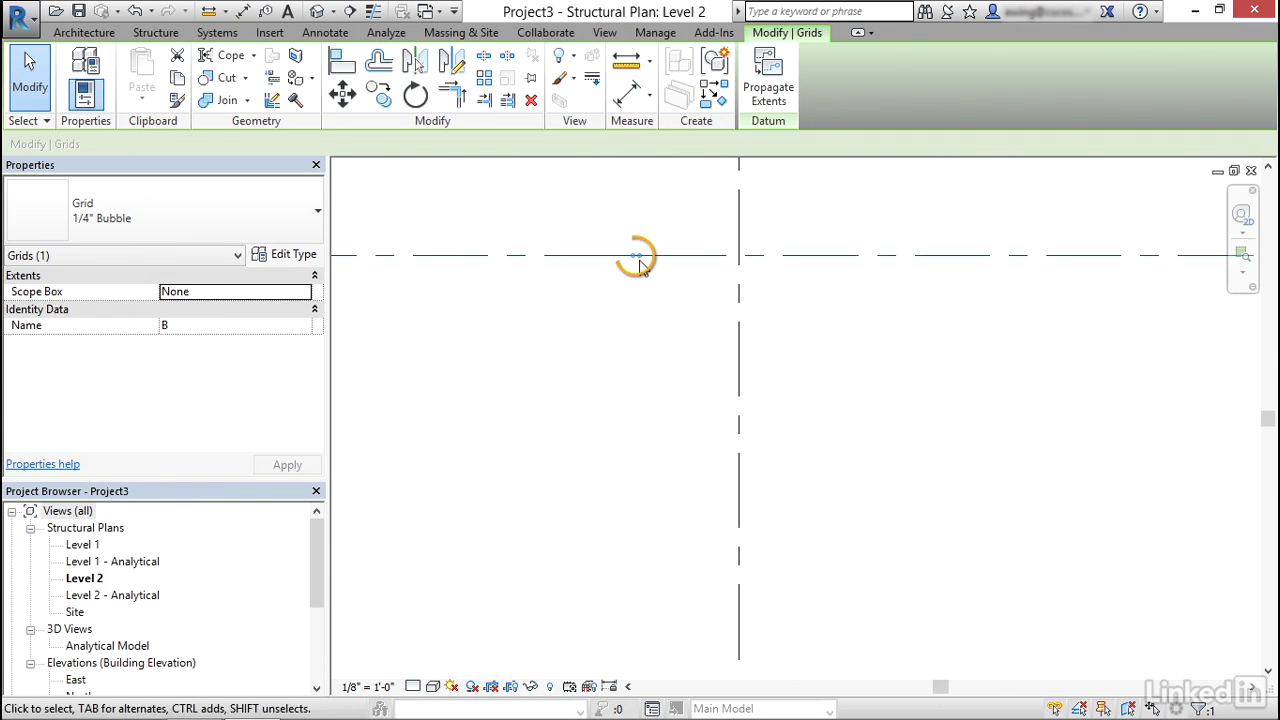 Project3 - Structural Plan: Level 2
Type a keyword or phrase
Architecture Structure Systems Insert Annotate Analyze Massing & Site Collaborate View Manage Add-Ins Modify | Grids
Modify
Cope
Cut
Join
Paste
Propagate
Extents
Select Properties Clipboard Geometry Modify View Measure Create Datum
Modify | Grids
Properties
Grid
1/4" Bubble
Grids (1)
Edit Type
Extents
Scope Box None
Identity Data
Name B
Properties help
Apply
Project Browser - Project3
Views (all)
Structural Plans
Level 1
Level 1 - Analytical
Level 2
Level 2 - Analytical
Site
3D Views
Analytical Model
Elevations (Building Elevation)
East
2D
1/8" = 1'-0"
Click to select, TAB for alternates, CTRL adds, SHIFT unselects.
:0
Main Model
:1
LinkedIn